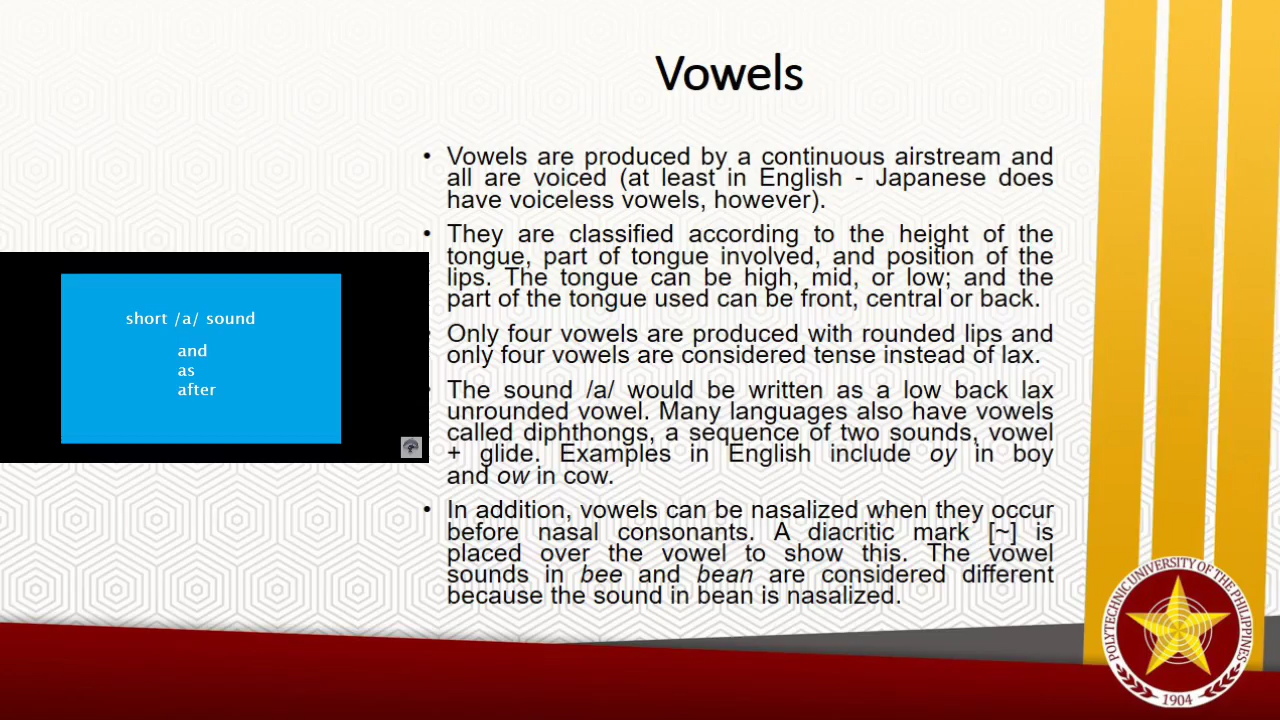 Vowels
• Vowels are produced by a continuous airstream and
all are voiced (at least in English - Japanese does
have voiceless vowels, however).
• They are classified according to the height of the
tongue, part of tongue involved, and position of the
lips. The tongue can be high, mid, or low; and the
part of the tongue used can be front, central or back.
• Only four vowels are produced with rounded lips and
only four vowels are considered tense instead of lax.
• The sound /a/ would be written as a low back lax
unrounded vowel. Many languages also have vowels
called diphthongs, a sequence of two sounds, vowel
+ glide. Examples in English include oy in boy
and ow in cow.
• In addition, vowels can be nasalized when they occur
before nasal consonants. A diacritic mark [~] is
placed over the vowel to show this. The vowel
sounds in bee and bean are considered different
because the sound in bean is nasalized.
short /a/ sound
and
as
after
POLYTECHNIC UNIVERSITY OF THE PHILIPPINES
1904